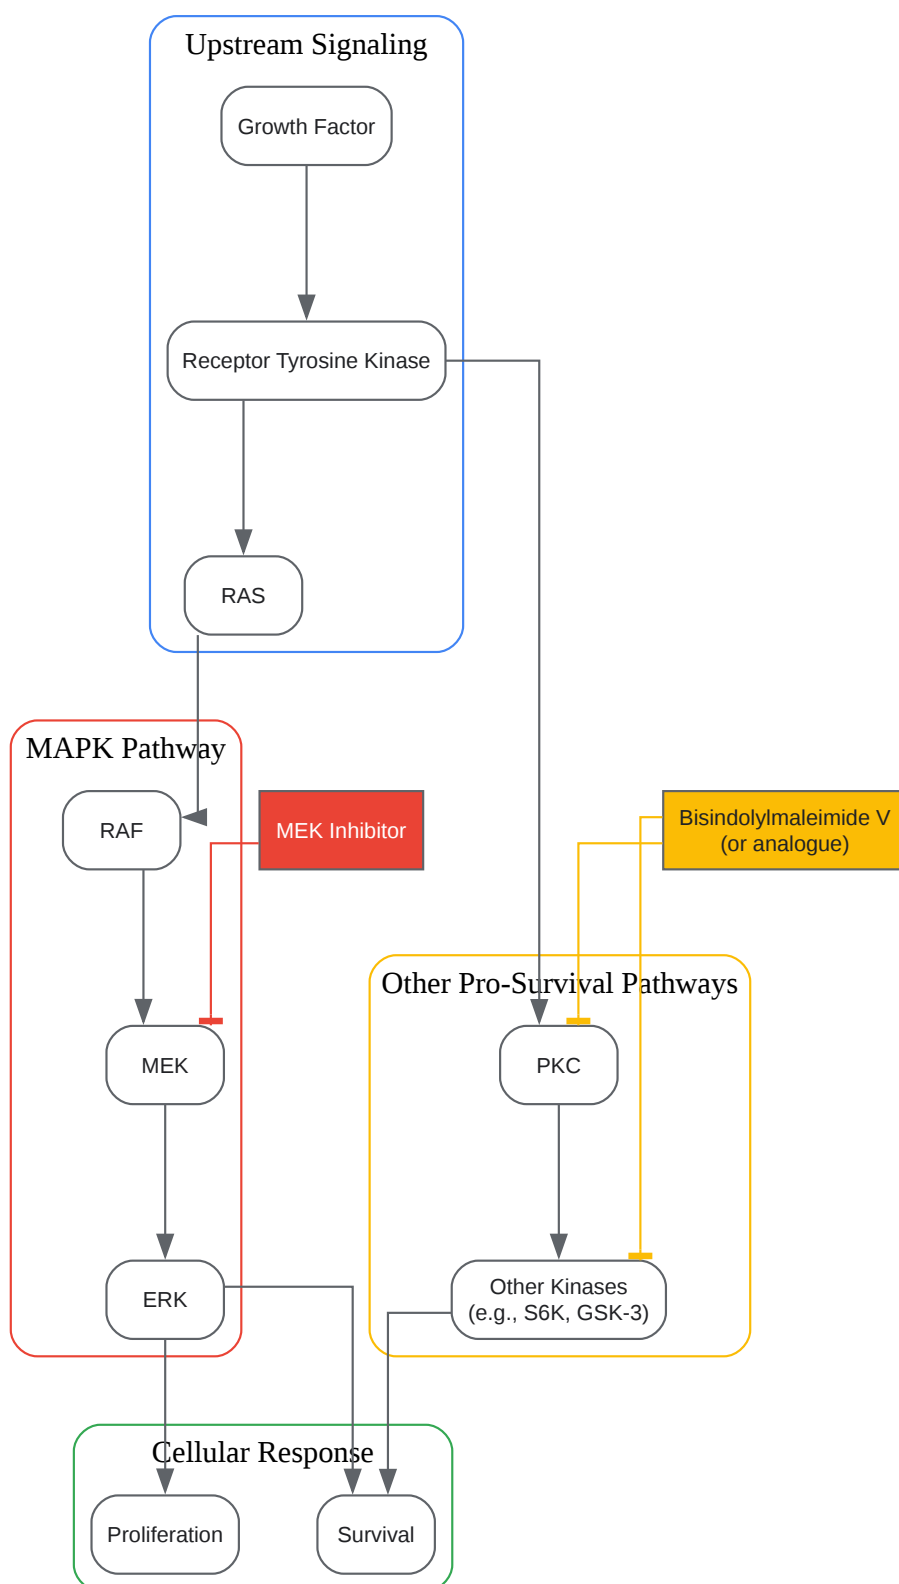 Upstream Signaling
Growth Factor
Receptor Tyrosine Kinase
RAS
MAPK Pathway
RAF
MEK Inhibitor
Bisindolylmaleimide V
(or analogue)
Other Pro-Survival Pathways
MEK
PKC
ERK
Other Kinases
(e.g., S6K, GSK-3)
Cellular Response
Proliferation
Survival